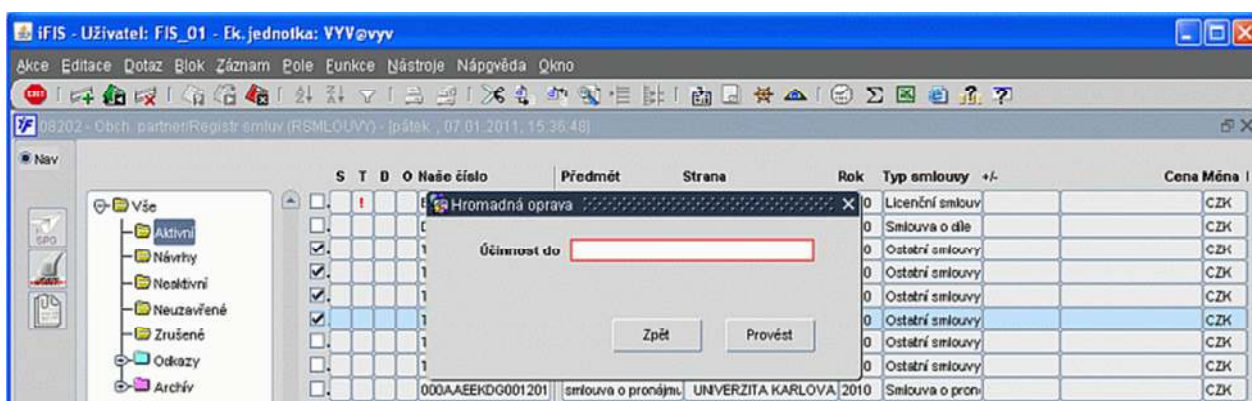 iFIS - Uživatel: FIS_01 - Ek. jednotka: VYV@vyv
Akce Editace Dotaz Blok Záznam Pole Funkce Nástroje Nápověda Okno
08202 - Obch. partner/Registr smluv (RSMLOUVY) - [pátek , 07.01.2011, 15:36:48]
Nav
S T D O Naše číslo Předmět Strana Rok Typ smlouvy +/- Cena Měna
Vše
Aktivní
Návrhy
Neaktivní
Neuzavřené
Zrušené
Odkazy
Archív
Hromadná oprava
Účinnost do
Zpět Provést
Licenční smlouv CZK
Smlouva o díle CZK
Ostatní smlouvy CZK
Ostatní smlouvy CZK
Ostatní smlouvy CZK
Ostatní smlouvy CZK
Ostatní smlouvy CZK
Ostatní smlouvy CZK
000AAEEKDG001201 smlouva o pronájmu UNIVERZITA KARLOVA 2010 Smlouva o pron CZK